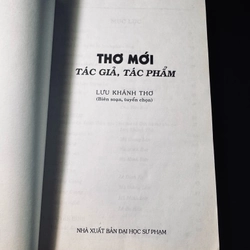 THƠ MỚI
TÁC GIẢ, TÁC PHẨM
LƯU KHÁNH THƠ
(Biên soạn, tuyển chọn)
NHÀ XUẤT BẢN ĐẠI HỌC SƯ PHẠM